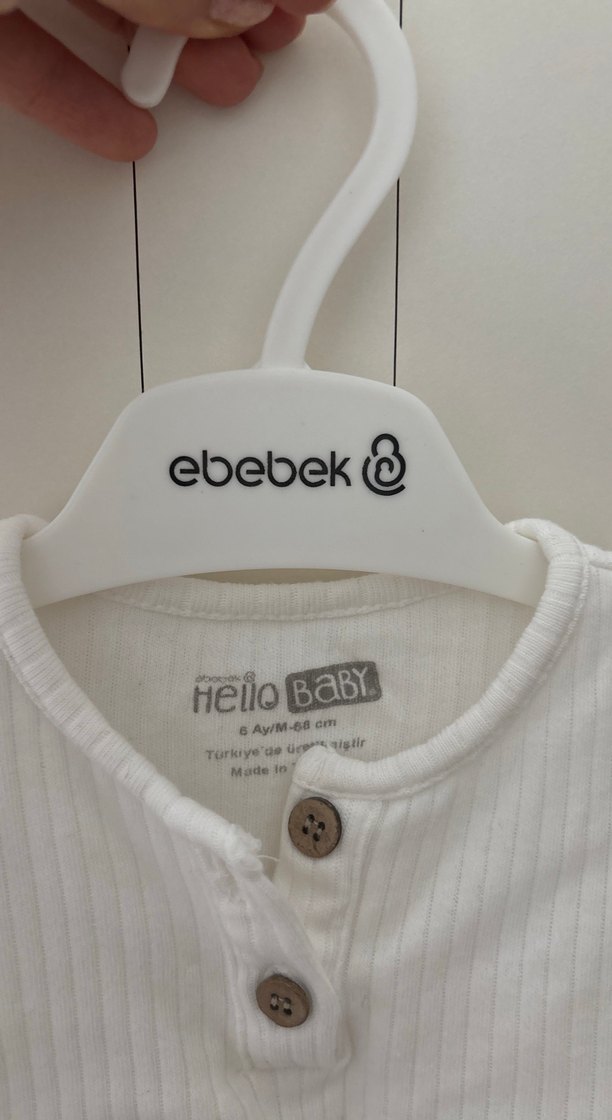 ebebek
ebebek
Hello BABY
6 Ay/M-68 cm
Türkiye'de üretilmiştir
Made in